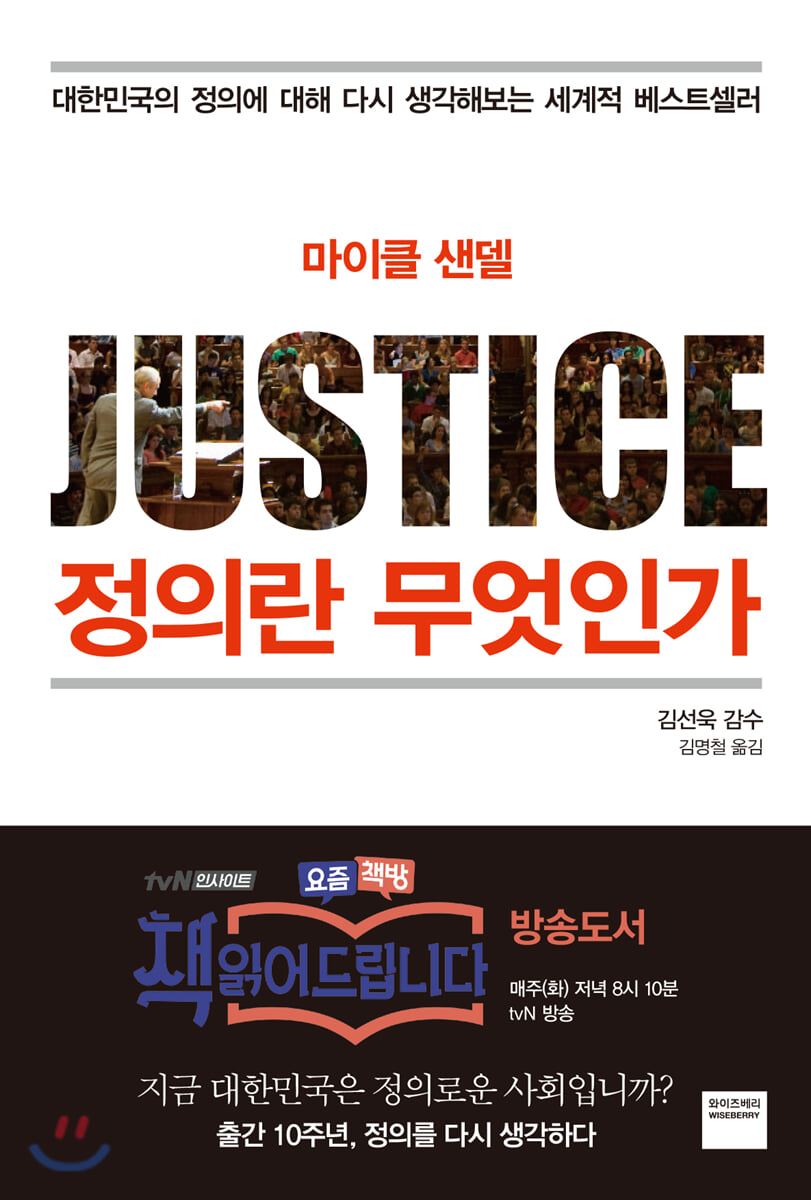 대한민국의 정의에 대해 다시 생각해보는 세계적 베스트셀러
마이클 샌델
JUSTICE
정의란 무엇인가
김선욱 감수
김명철 옮김
tvN 인사이트
요즘 책방
책 읽어드립니다
방송도서
매주(화) 저녁 8시 10분
tvN 방송
지금 대한민국은 정의로운 사회입니까?
출간 10주년, 정의를 다시 생각하다
와이즈베리
WISEBERRY